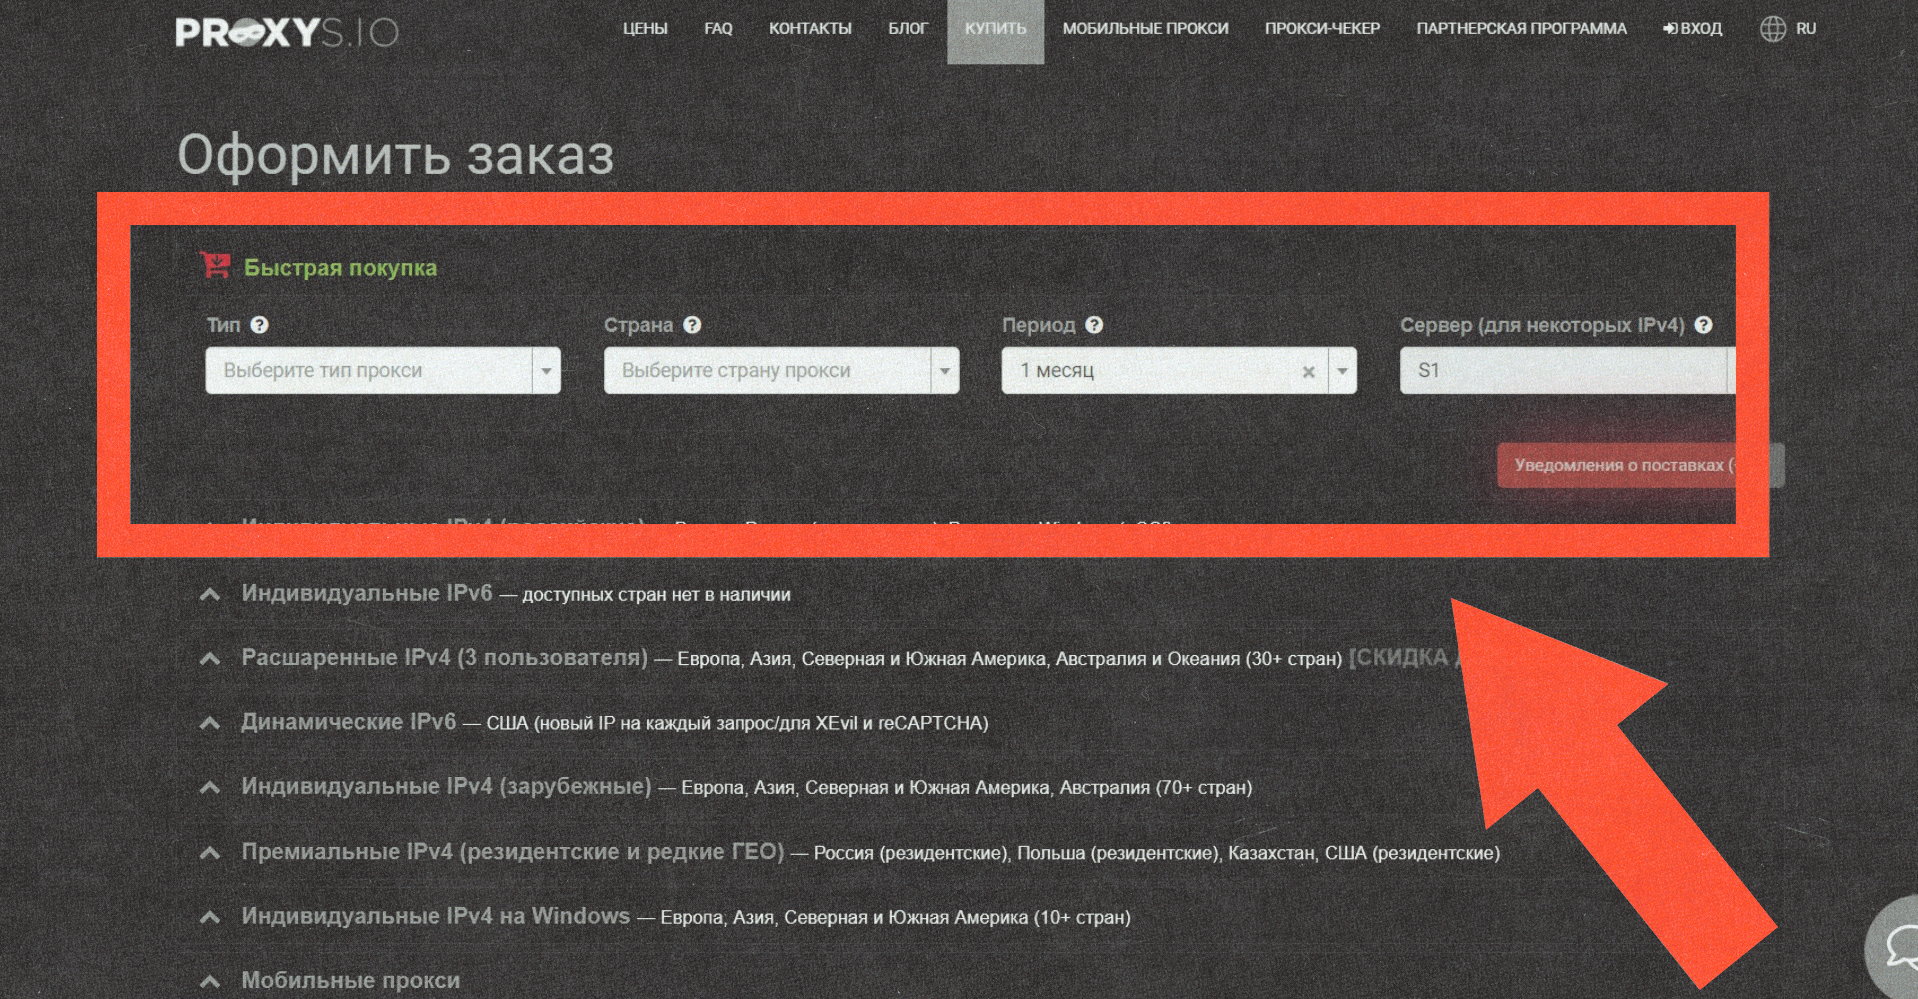 PROXYS.IO
ЦЕНЫ FAQ КОНТАКТЫ БЛОГ КУПИТЬ МОБИЛЬНЫЕ ПРОКСИ ПРОКСИ-ЧЕКЕР ПАРТНЕРСКАЯ ПРОГРАММА ВХОД RU
Оформить заказ
Быстрая покупка
Тип ? Страна ? Период ? Сервер (для некоторых IPv4) ?
Выберите тип прокси Выберите страну прокси 1 месяц × S1
Уведомления о поставках (
Индивидуальные IPv6 — доступных стран нет в наличии
Расшаренные IPv4 (3 пользователя) — Европа, Азия, Северная и Южная Америка, Австралия и Океания (30+ стран) [СКИДКА
Динамические IPv6 — США (новый IP на каждый запрос/для XEvil и reCAPTCHA)
Индивидуальные IPv4 (зарубежные) — Европа, Азия, Северная и Южная Америка, Австралия (70+ стран)
Премиальные IPv4 (резидентские и редкие ГЕО) — Россия (резидентские), Польша (резидентские), Казахстан, США (резидентские)
Индивидуальные IPv4 на Windows — Европа, Азия, Северная и Южная Америка (10+ стран)
Мобильные прокси